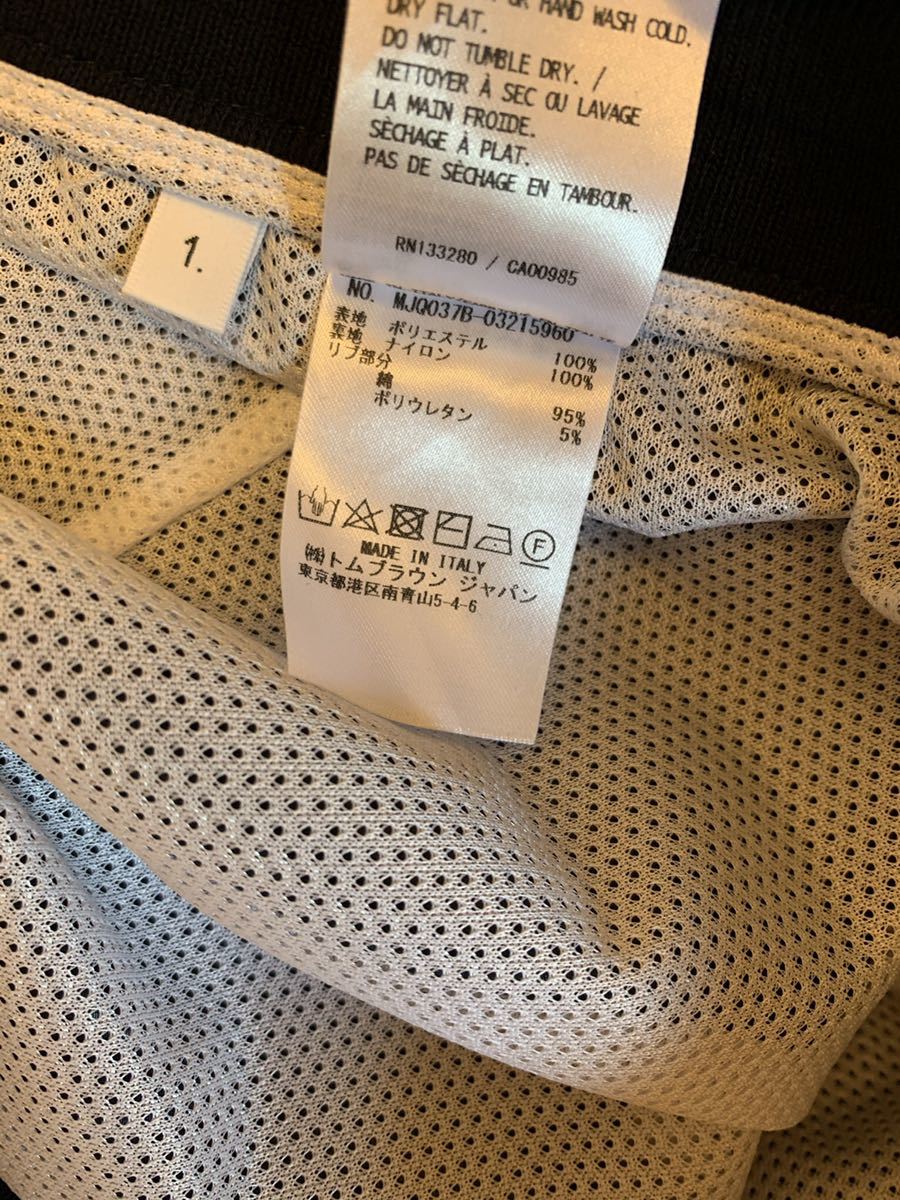 OR HAND WASH COLD.
DRY FLAT.
DO NOT TUMBLE DRY. /
NETTOYER À SEC OU LAVAGE
LA MAIN FROIDE.
SÈCHAGE À PLAT.
PAS DE SÈCHAGE EN TAMBOUR.
RN133280 / CA00985
1.
NO. MJQ037B-03215960
表地 ポリエステル 100%
裏地 ナイロン 100%
リブ部分
綿 95%
ポリウレタン 5%
F
MADE IN ITALY
㈱トムブラウン ジャパン
東京都港区南青山5-4-6